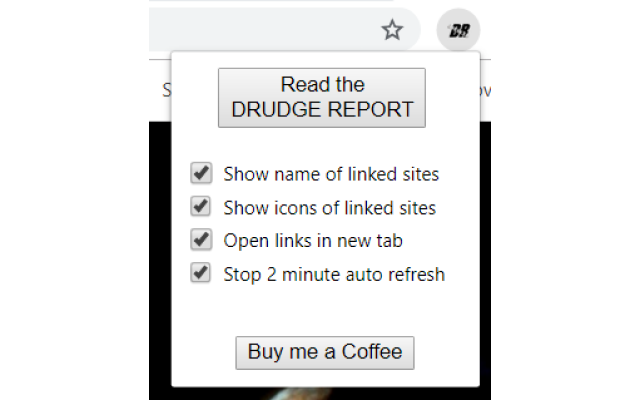 DR
Read the
DRUDGE REPORT
Show name of linked sites
Show icons of linked sites
Open links in new tab
Stop 2 minute auto refresh
Buy me a Coffee